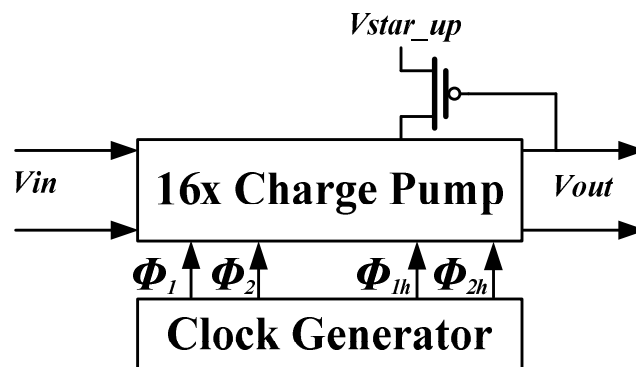 Vstar_up
Vin
16x Charge Pump
Vout
Φ1 Φ2 Φ1h Φ2h
Clock Generator